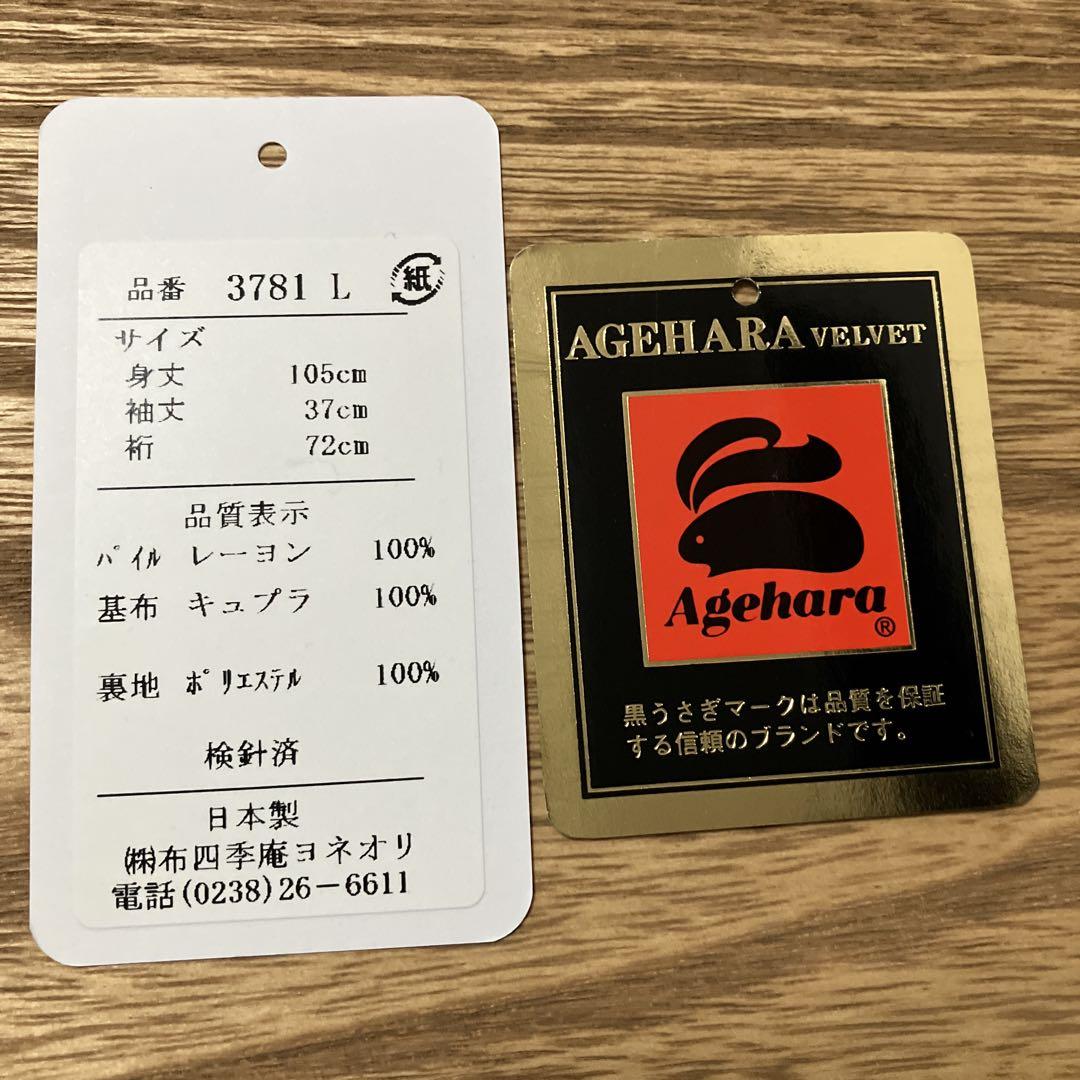 品番 3781 L 紙
サイズ
身丈 105cm
袖丈 37cm
裄 72cm
品質表示
ﾊﾟｲﾙ レーヨン 100%
基布 キュプラ 100%
裏地 ﾎﾟﾘｴｽﾃﾙ 100%
検針済
日本製
㈱布四季庵ヨネオリ
電話(0238)26-6611
AGEHARA VELVET
Agehara
®
黒うさぎマークは品質を保証
する信頼のブランドです。